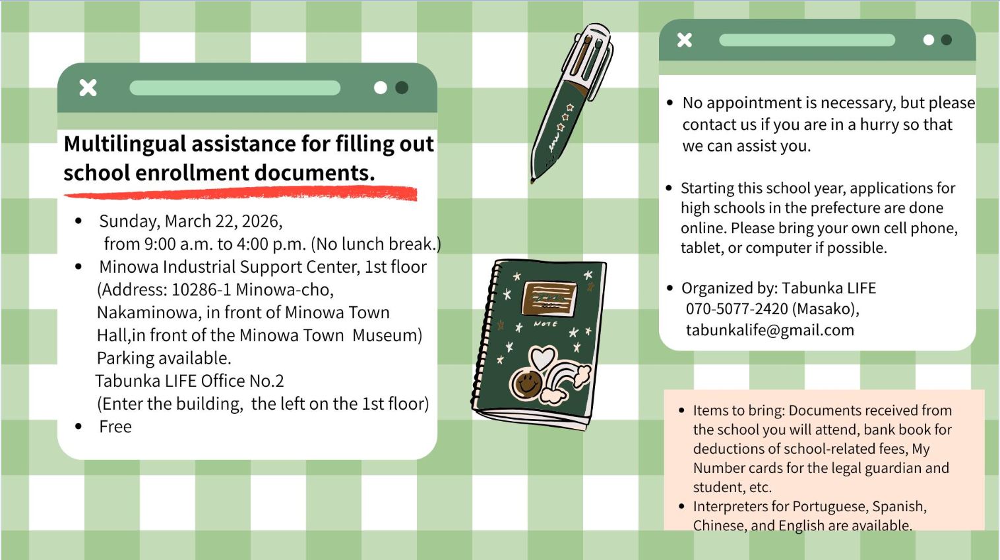 Multilingual assistance for filling out
school enrollment documents.
• Sunday, March 22, 2026,
from 9:00 a.m. to 4:00 p.m. (No lunch break.)
• Minowa Industrial Support Center, 1st floor
(Address: 10286-1 Minowa-cho,
Nakaminowa, in front of Minowa Town
Hall,in front of the Minowa Town Museum)
Parking available.
Tabunka LIFE Office No.2
(Enter the building, the left on the 1st floor)
• Free
NOTE
• No appointment is necessary, but please
contact us if you are in a hurry so that
we can assist you.
• Starting this school year, applications for
high schools in the prefecture are done
online. Please bring your own cell phone,
tablet, or computer if possible.
• Organized by: Tabunka LIFE
070-5077-2420 (Masako),
tabunkalife@gmail.com
• Items to bring: Documents received from
the school you will attend, bank book for
deductions of school-related fees, My
Number cards for the legal guardian and
student, etc.
• Interpreters for Portuguese, Spanish,
Chinese, and English are available.